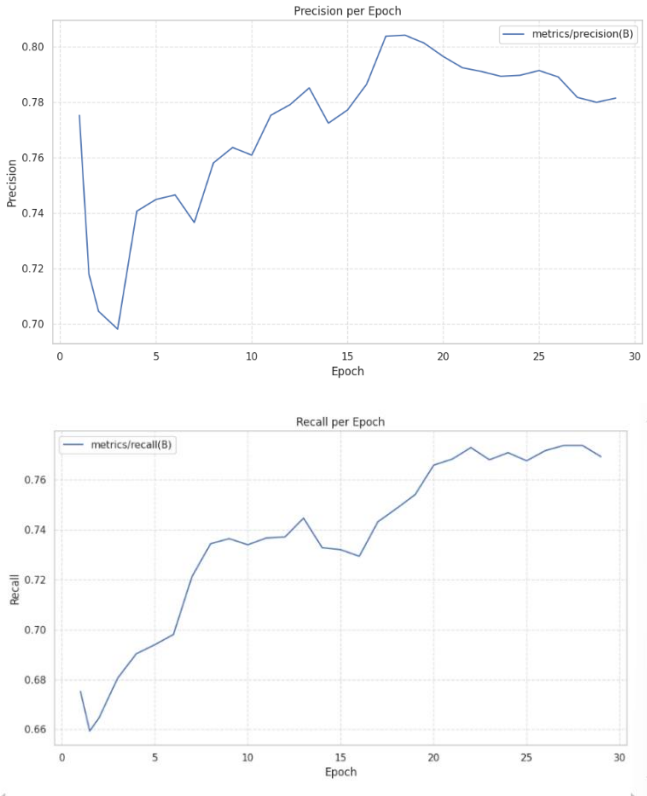 Precision per Epoch
metrics/precision(B)
0.80
0.78
0.76
0.74
0.72
0.70
Precision
0 5 10 15 20 25 30
Epoch
Recall per Epoch
metrics/recall(B)
0.76
0.74
0.72
0.70
0.68
0.66
Recall
0 5 10 15 20 25 30
Epoch